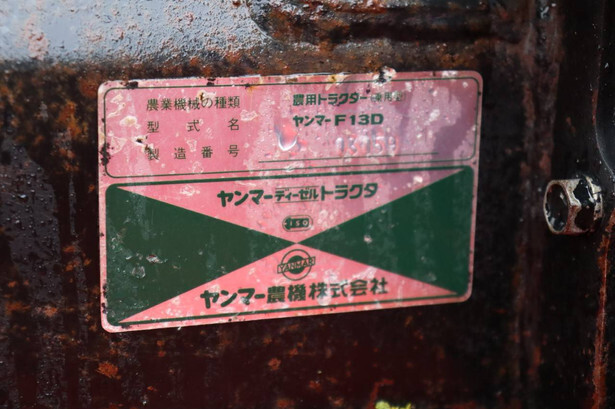 農業機械の種類 農用トラクター(乗用型)
型式名 ヤンマー F13D
製造番号
ヤンマーディーゼルトラクタ
ISO
YANMAR
ヤンマー農機株式会社